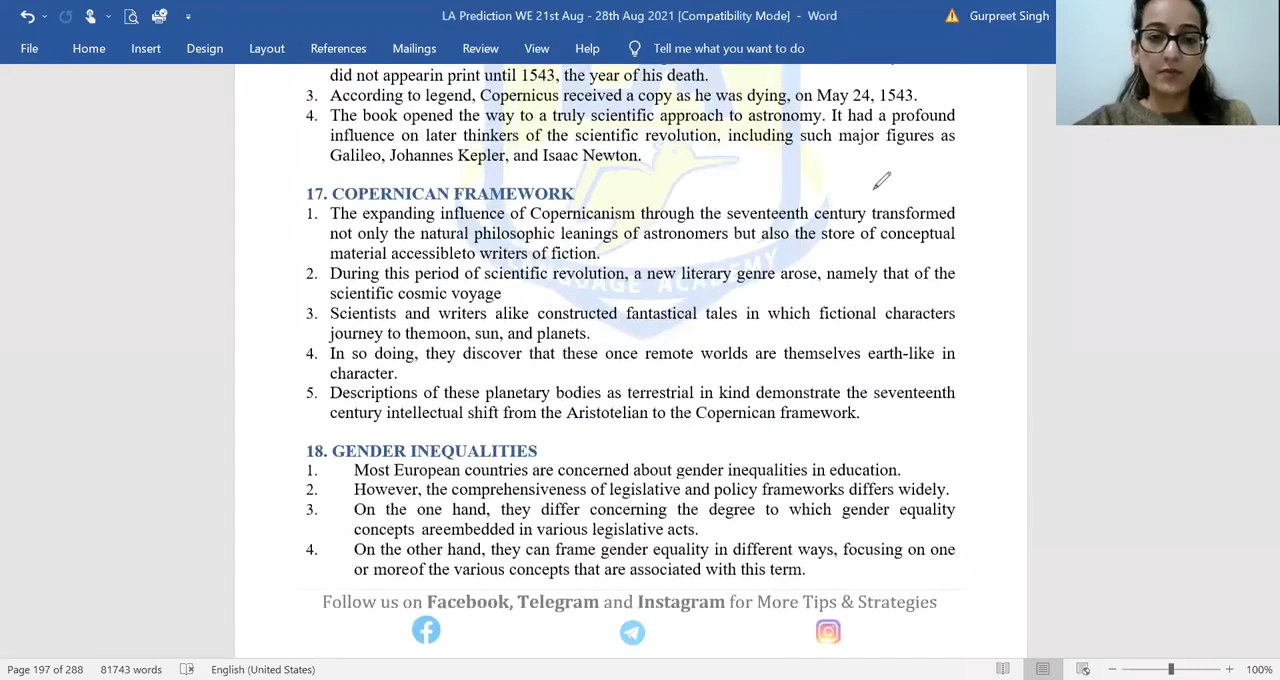 LA Prediction WE 21st Aug - 28th Aug 2021 [Compatibility Mode] - Word
Gurpreet Singh
File Home Insert Design Layout References Mailings Review View Help Tell me what you want to do
did not appearin print until 1543, the year of his death.
3. According to legend, Copernicus received a copy as he was dying, on May 24, 1543.
4. The book opened the way to a truly scientific approach to astronomy. It had a profound
influence on later thinkers of the scientific revolution, including such major figures as
Galileo, Johannes Kepler, and Isaac Newton.
17. COPERNICAN FRAMEWORK
1. The expanding influence of Copernicanism through the seventeenth century transformed
not only the natural philosophic leanings of astronomers but also the store of conceptual
material accessibleto writers of fiction.
2. During this period of scientific revolution, a new literary genre arose, namely that of the
scientific cosmic voyage
3. Scientists and writers alike constructed fantastical tales in which fictional characters
journey to themoon, sun, and planets.
4. In so doing, they discover that these once remote worlds are themselves earth-like in
character.
5. Descriptions of these planetary bodies as terrestrial in kind demonstrate the seventeenth
century intellectual shift from the Aristotelian to the Copernican framework.
18. GENDER INEQUALITIES
1. Most European countries are concerned about gender inequalities in education.
2. However, the comprehensiveness of legislative and policy frameworks differs widely.
3. On the one hand, they differ concerning the degree to which gender equality
concepts areembedded in various legislative acts.
4. On the other hand, they can frame gender equality in different ways, focusing on one
or moreof the various concepts that are associated with this term.
Follow us on Facebook, Telegram and Instagram for More Tips & Strategies
Page 197 of 288 81743 words English (United States) 100%